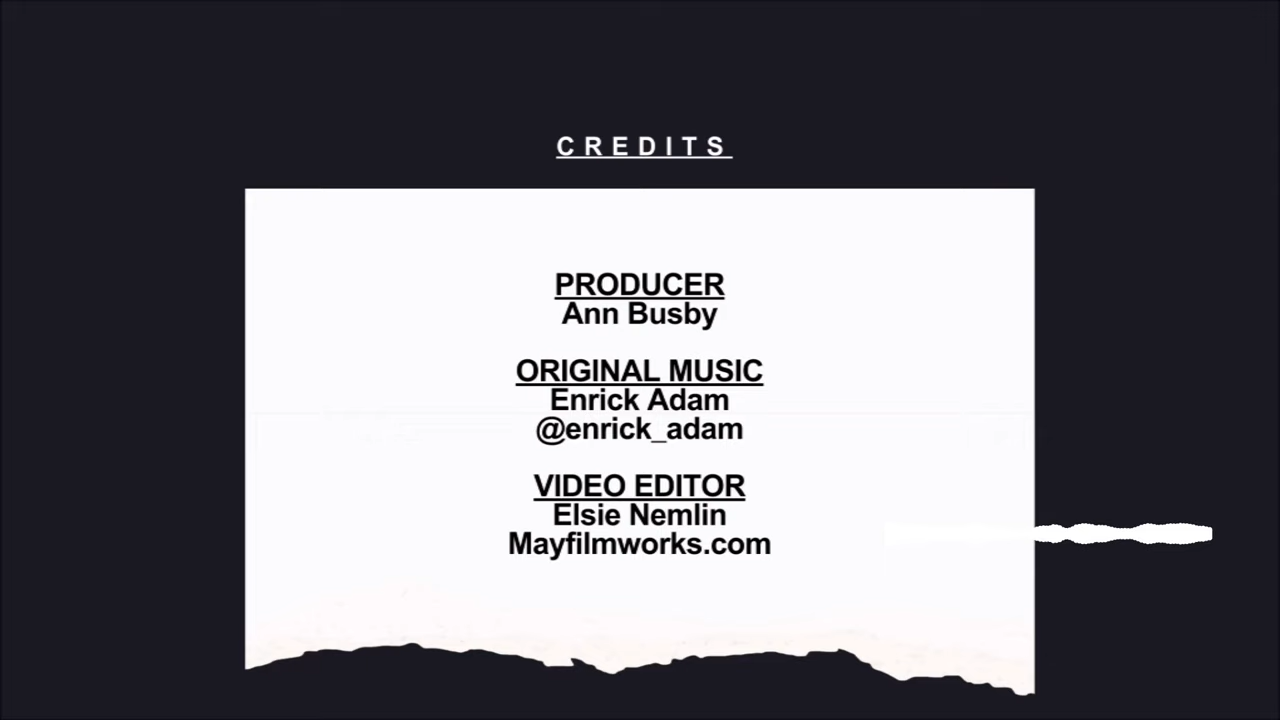 CREDITS
PRODUCER
Ann Busby
ORIGINAL MUSIC
Enrick Adam
@enrick_adam
VIDEO EDITOR
Elsie Nemlin
Mayfilmworks.com